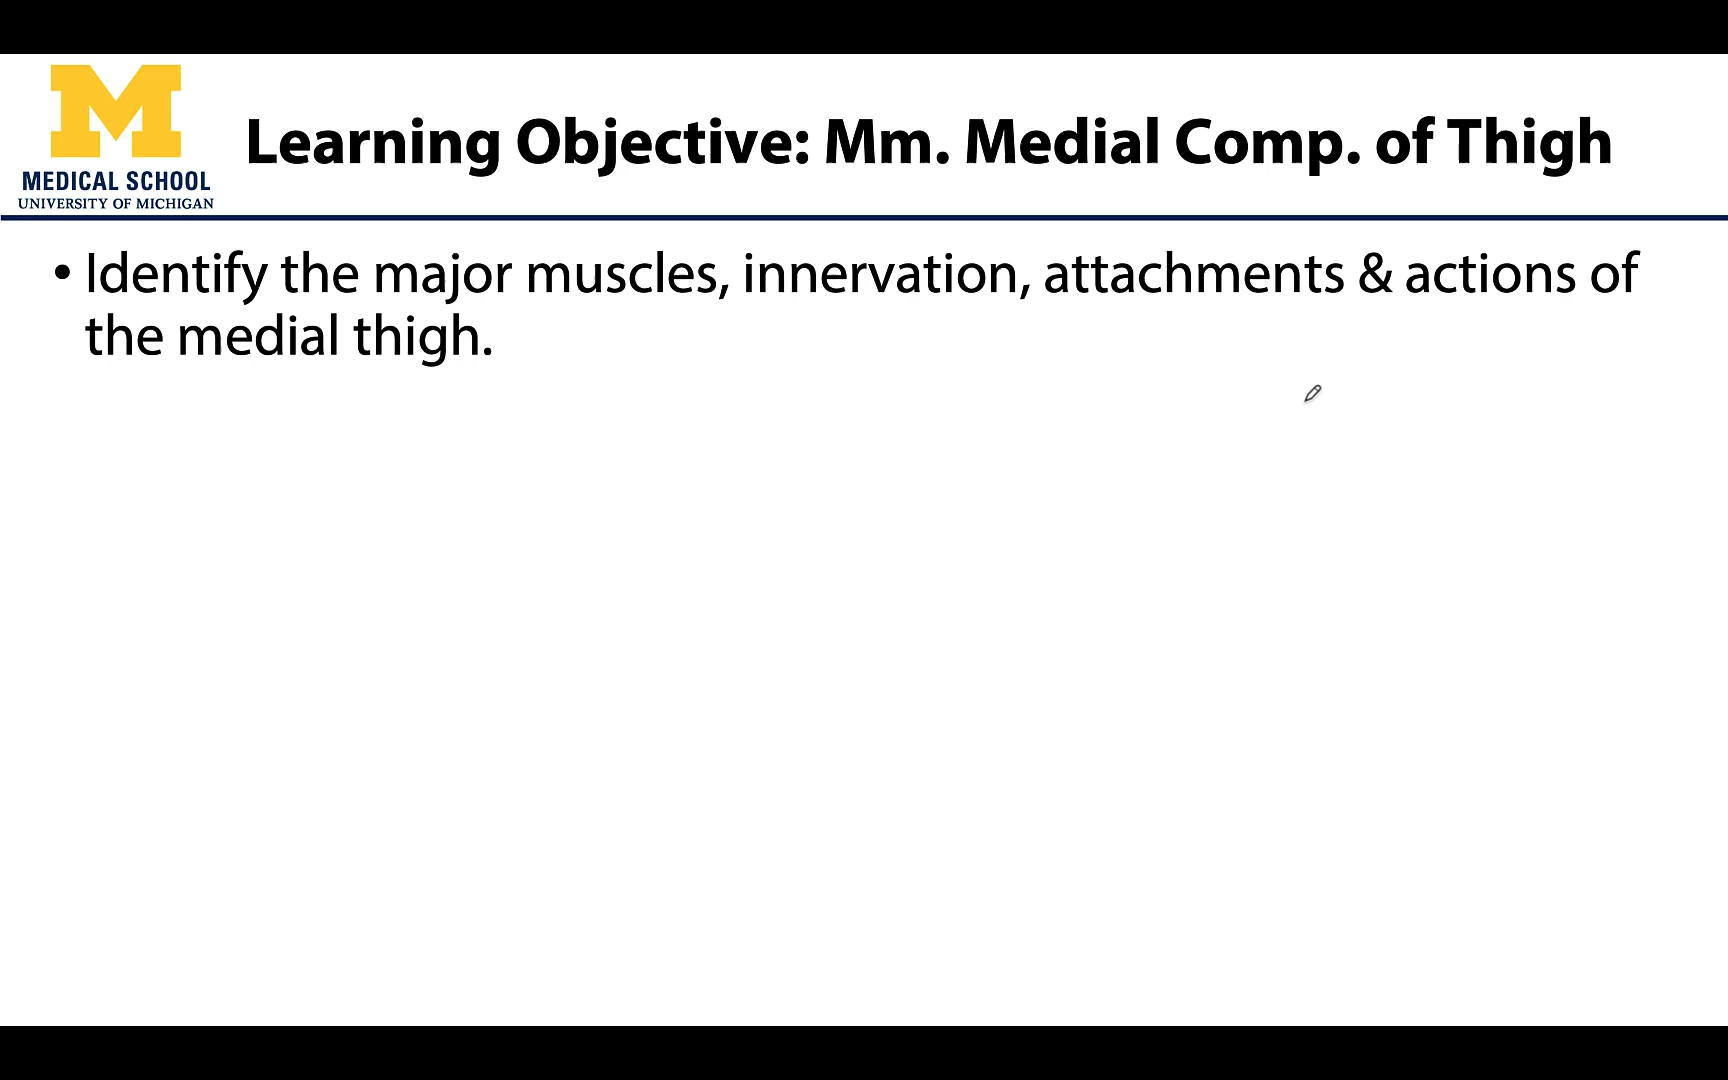 M
MEDICAL SCHOOL
UNIVERSITY OF MICHIGAN
Learning Objective: Mm. Medial Comp. of Thigh
• Identify the major muscles, innervation, attachments & actions of
the medial thigh.